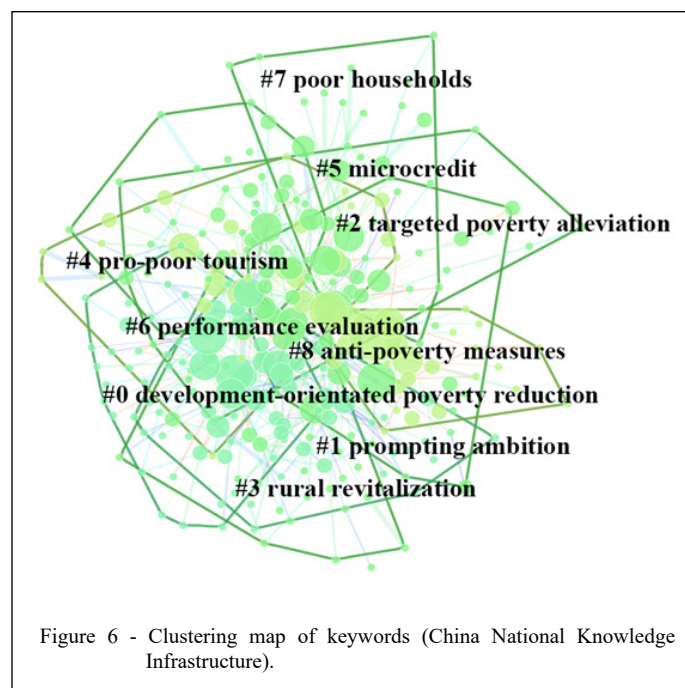 #7 poor households
#5 microcredit
#2 targeted poverty alleviation
#4 pro-poor tourism
#6 performance evaluation
#8 anti-poverty measures
#0 development-orientated poverty reduction
#1 prompting ambition
#3 rural revitalization
Figure 6 - Clustering map of keywords (China National Knowledge
Infrastructure).